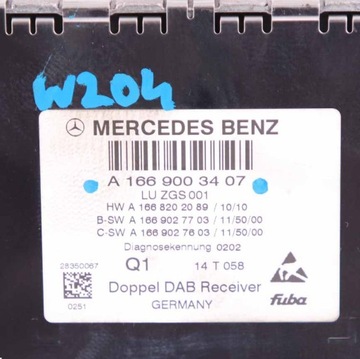 W204
MERCEDES BENZ
A 166 900 34 07
LU ZGS 001
HW A 166 820 20 89 / 10/10
B-SW A 166 902 77 03 / 11/50/00
C-SW A 166 902 76 03 / 11/50/00
Diagnosekennung 0202
28350067
Q1 14 T 058
Doppel DAB Receiver
0251
GERMANY
fuba